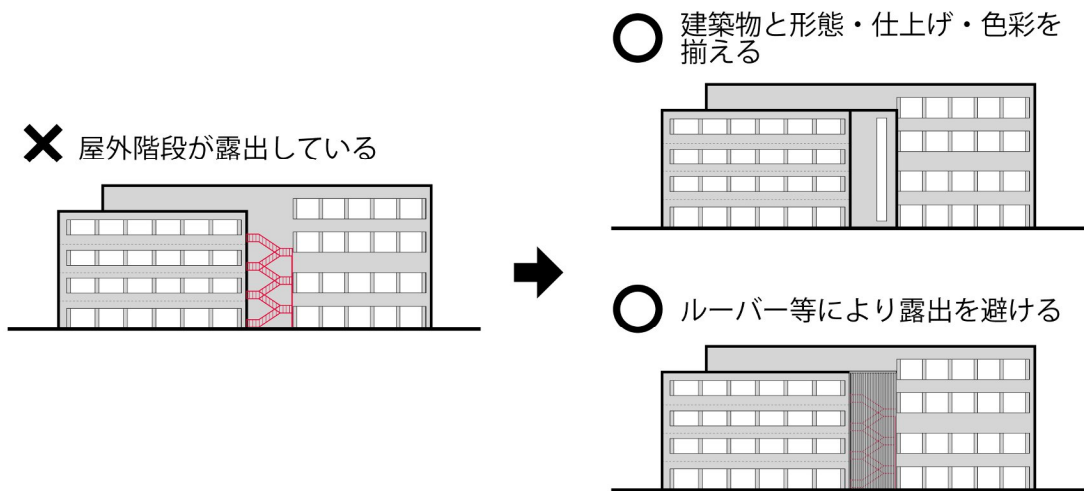 ✕ 屋外階段が露出している
○ 建築物と形態・仕上げ・色彩を
揃える
○ ルーバー等により露出を避ける